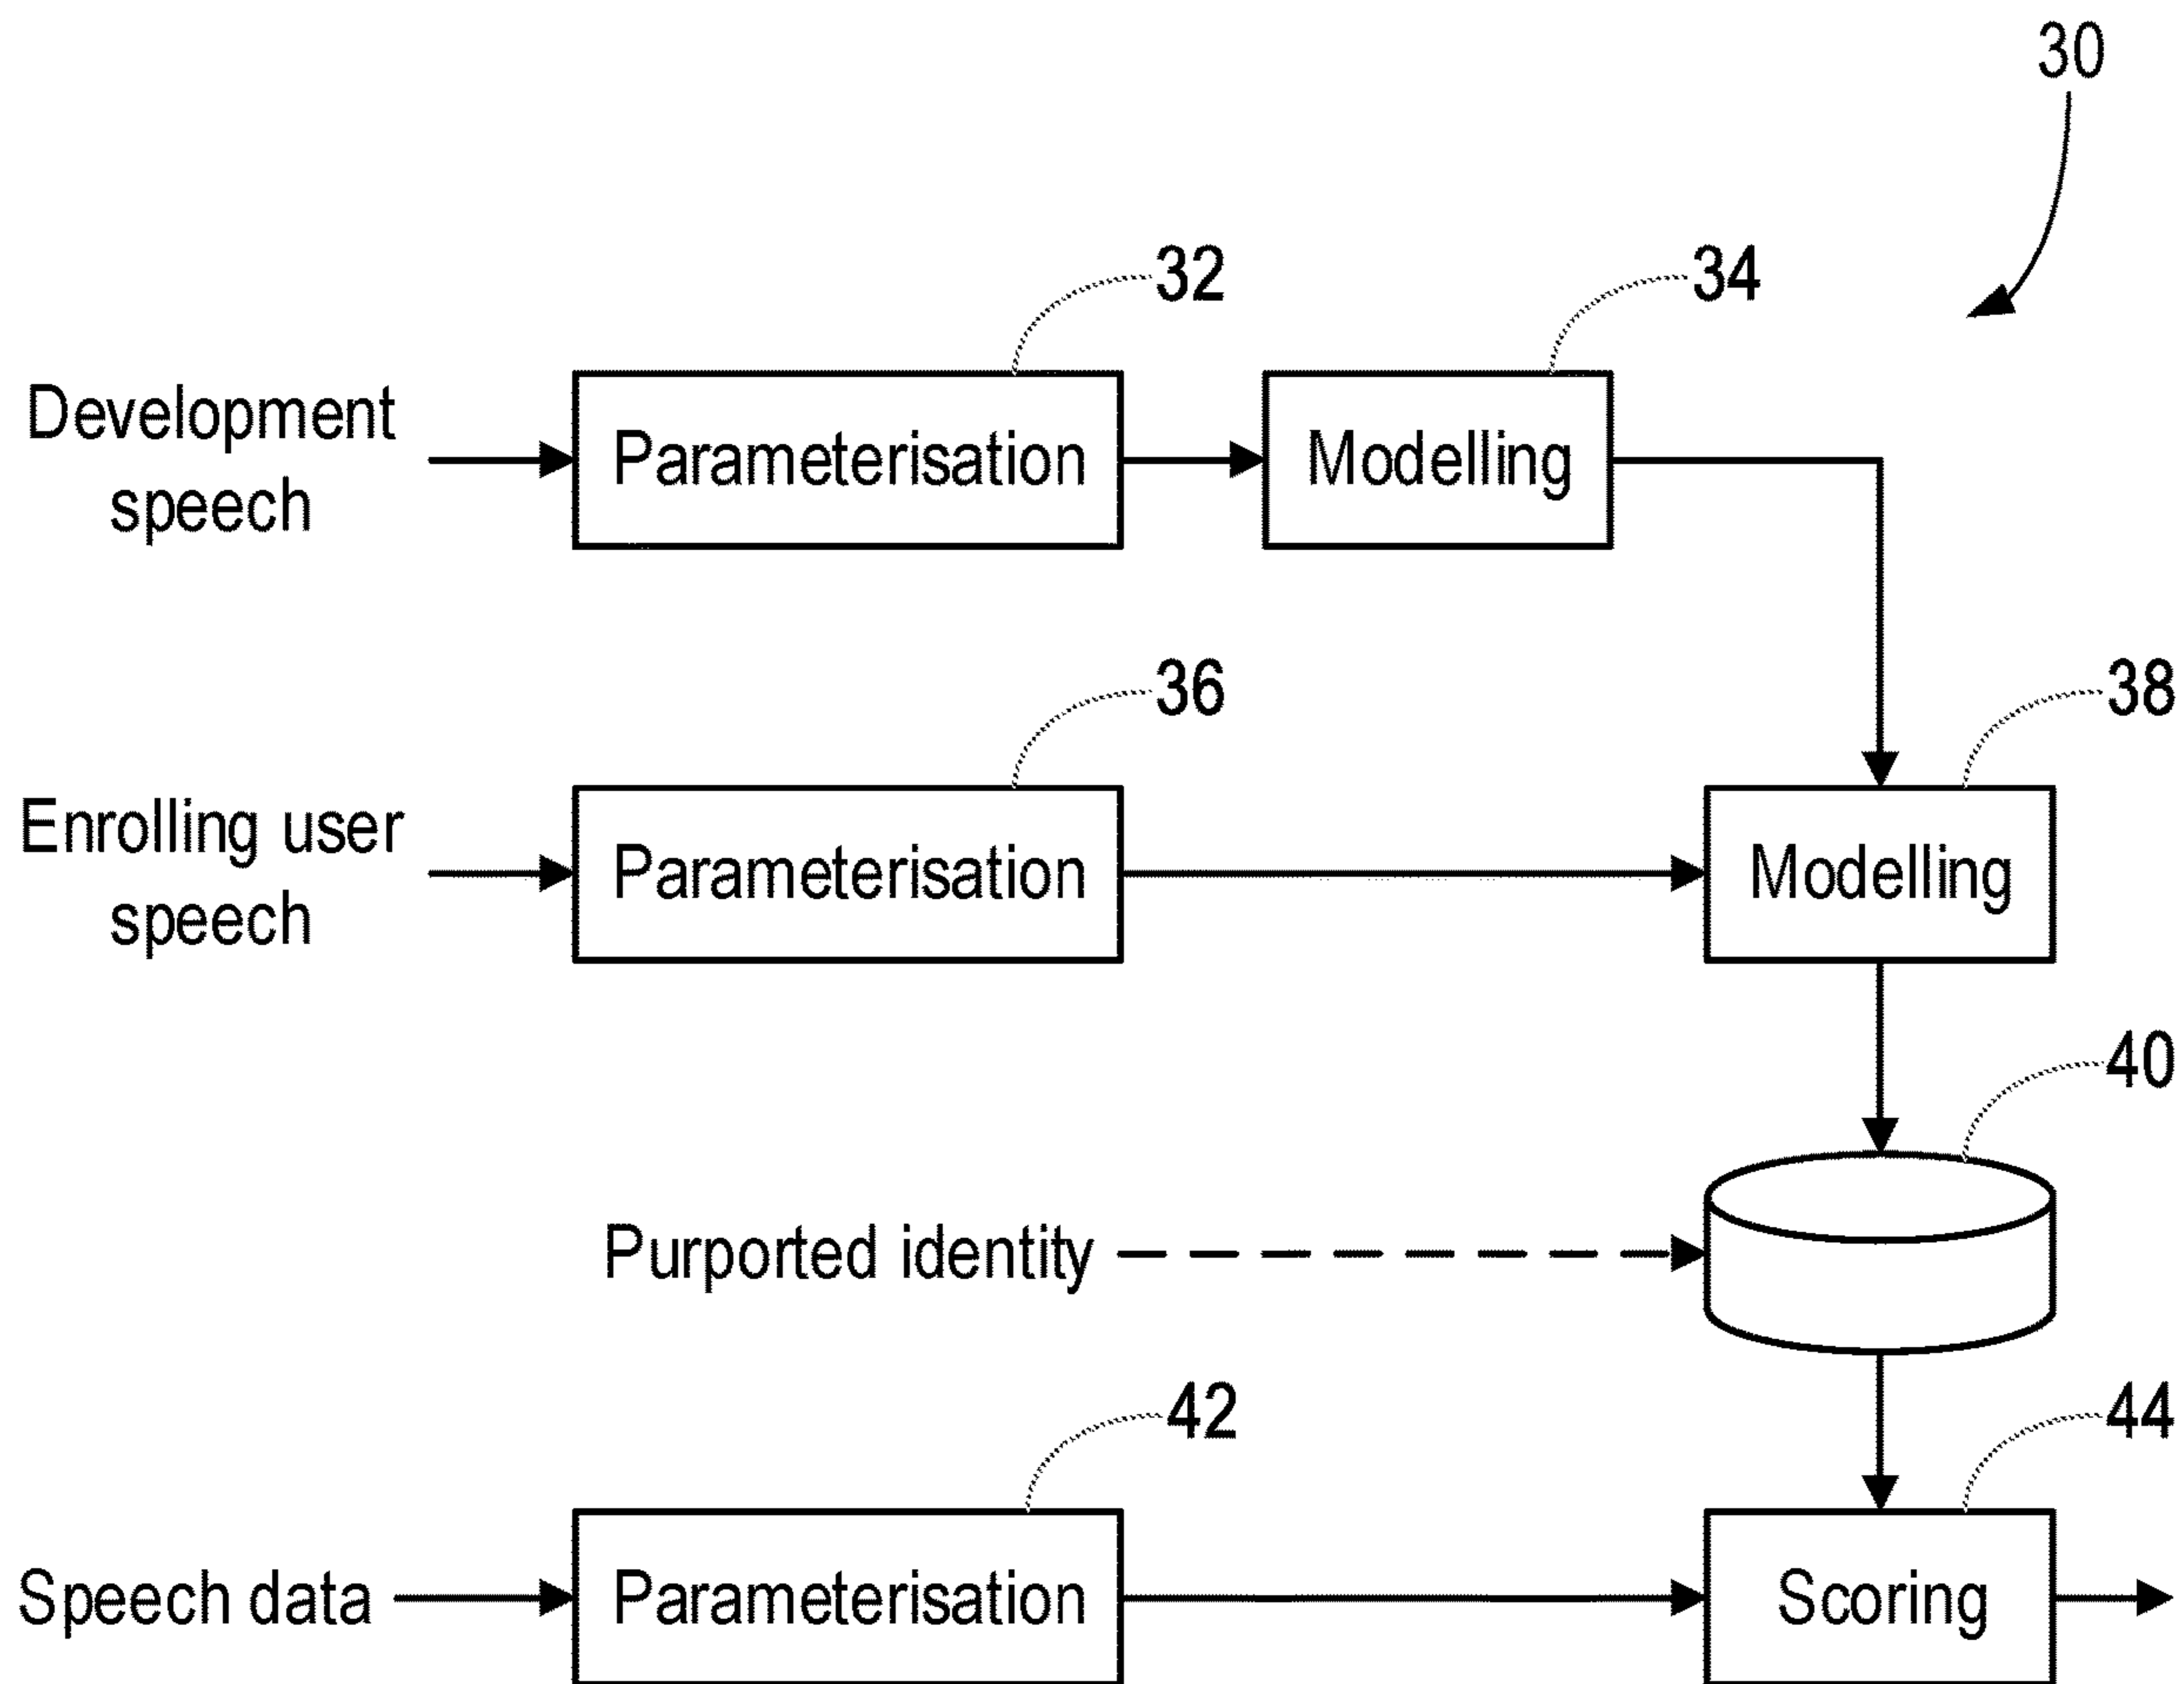 30
32
34
Development
speech
Parameterisation
Modelling
36
38
Enrolling user
speech
Parameterisation
Modelling
40
Purported identity
42
44
Speech data
Parameterisation
Scoring